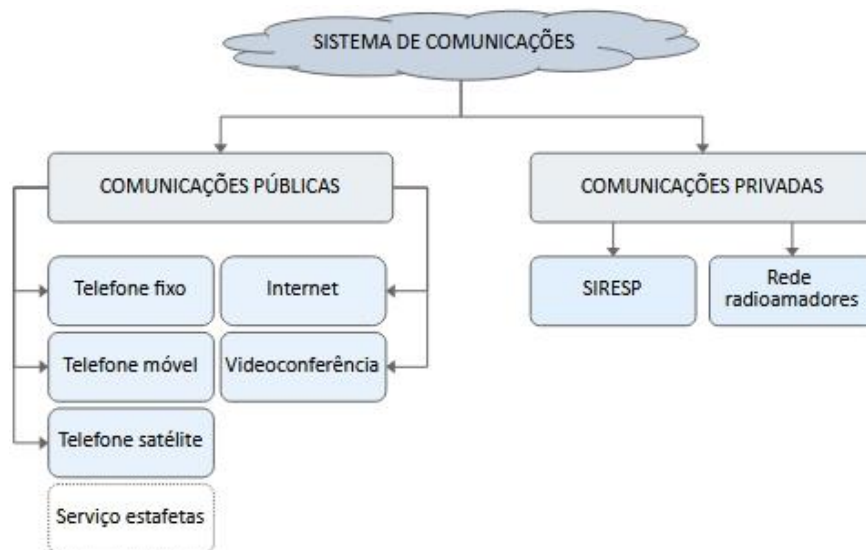 SISTEMA DE COMUNICAÇÕES
COMUNICAÇÕES PÚBLICAS
COMUNICAÇÕES PRIVADAS
Telefone fixo
Internet
SIRESP
Rede
radioamadores
Telefone móvel
Videoconferência
Telefone satélite
Serviço estafetas